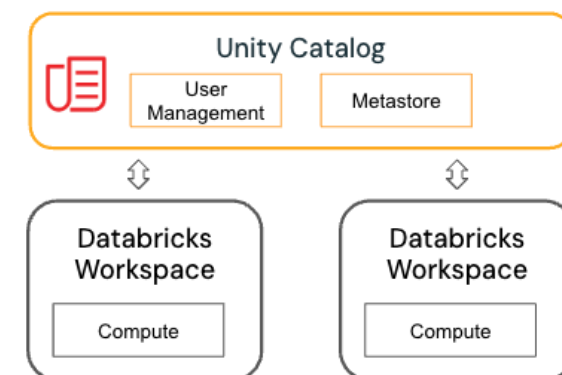 Unity Catalog
User
Management
Metastore
Databricks
Workspace
Compute
Databricks
Workspace
Compute